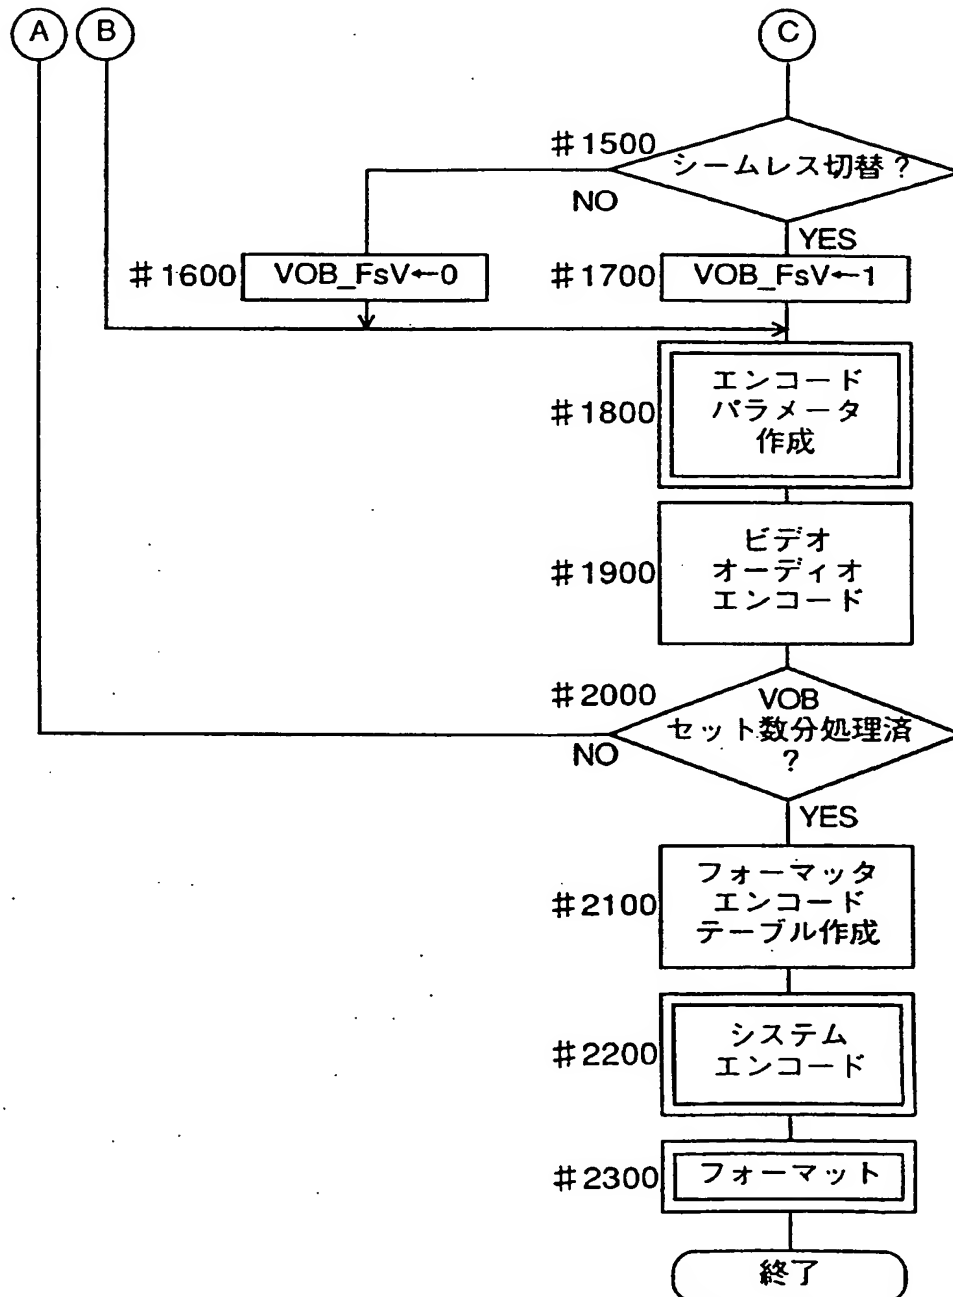 A
B
C
#1500
シームレス切替?
NO
YES
#1600
VOB_FsV←0
#1700
VOB_FsV←1
#1800
エンコード
パラメータ
作成
#1900
ビデオ
オーディオ
エンコード
#2000
VOB
セット数分処理済
?
NO
YES
#2100
フォーマッタ
エンコード
テーブル作成
#2200
システム
エンコード
#2300
フォーマット
終了